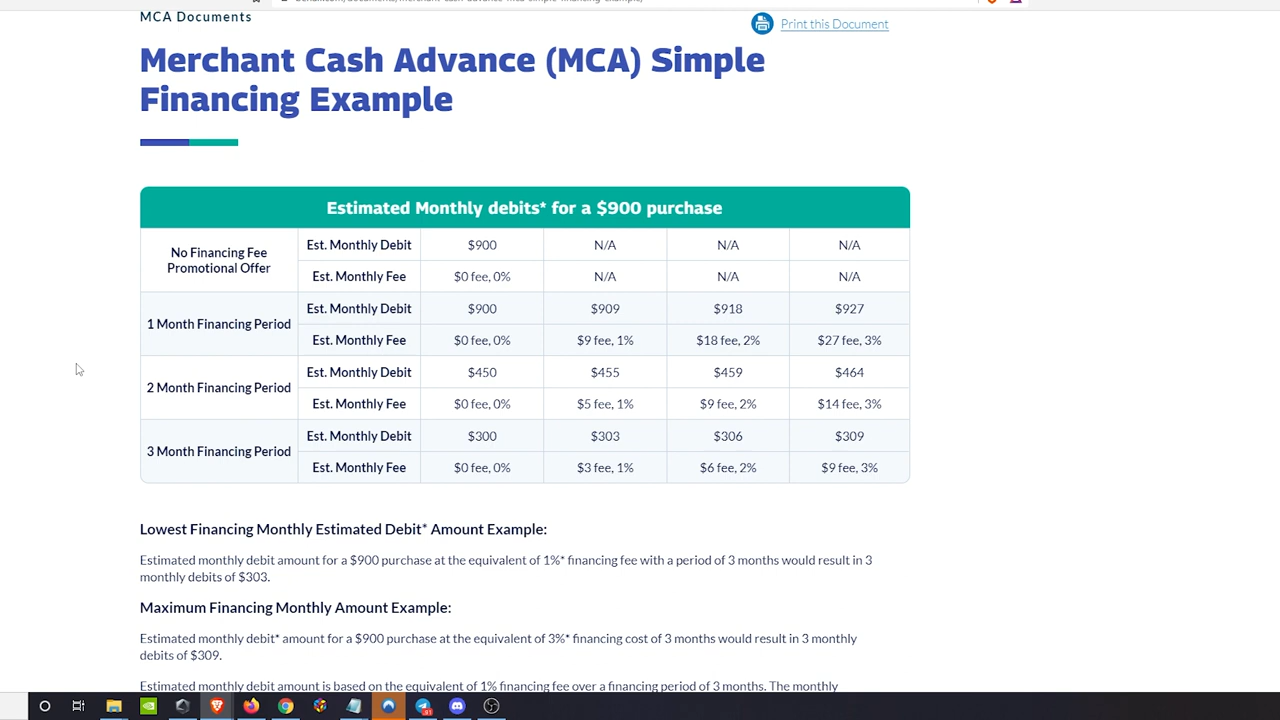 MCA Documents
Print this Document
Merchant Cash Advance (MCA) Simple
Financing Example
Estimated Monthly debits* for a $900 purchase
No Financing Fee
Promotional Offer
Est. Monthly Debit $900 N/A N/A N/A
Est. Monthly Fee $0 fee, 0% N/A N/A N/A
1 Month Financing Period
Est. Monthly Debit $900 $909 $918 $927
Est. Monthly Fee $0 fee, 0% $9 fee, 1% $18 fee, 2% $27 fee, 3%
2 Month Financing Period
Est. Monthly Debit $450 $455 $459 $464
Est. Monthly Fee $0 fee, 0% $5 fee, 1% $9 fee, 2% $14 fee, 3%
3 Month Financing Period
Est. Monthly Debit $300 $303 $306 $309
Est. Monthly Fee $0 fee, 0% $3 fee, 1% $6 fee, 2% $9 fee, 3%
Lowest Financing Monthly Estimated Debit* Amount Example:
Estimated monthly debit amount for a $900 purchase at the equivalent of 1%* financing fee with a period of 3 months would result in 3
monthly debits of $303.
Maximum Financing Monthly Amount Example:
Estimated monthly debit* amount for a $900 purchase at the equivalent of 3%* financing cost of 3 months would result in 3 monthly
debits of $309.
Estimated monthly debit amount is based on the equivalent of 1% financing fee over a financing period of 3 months. The monthly